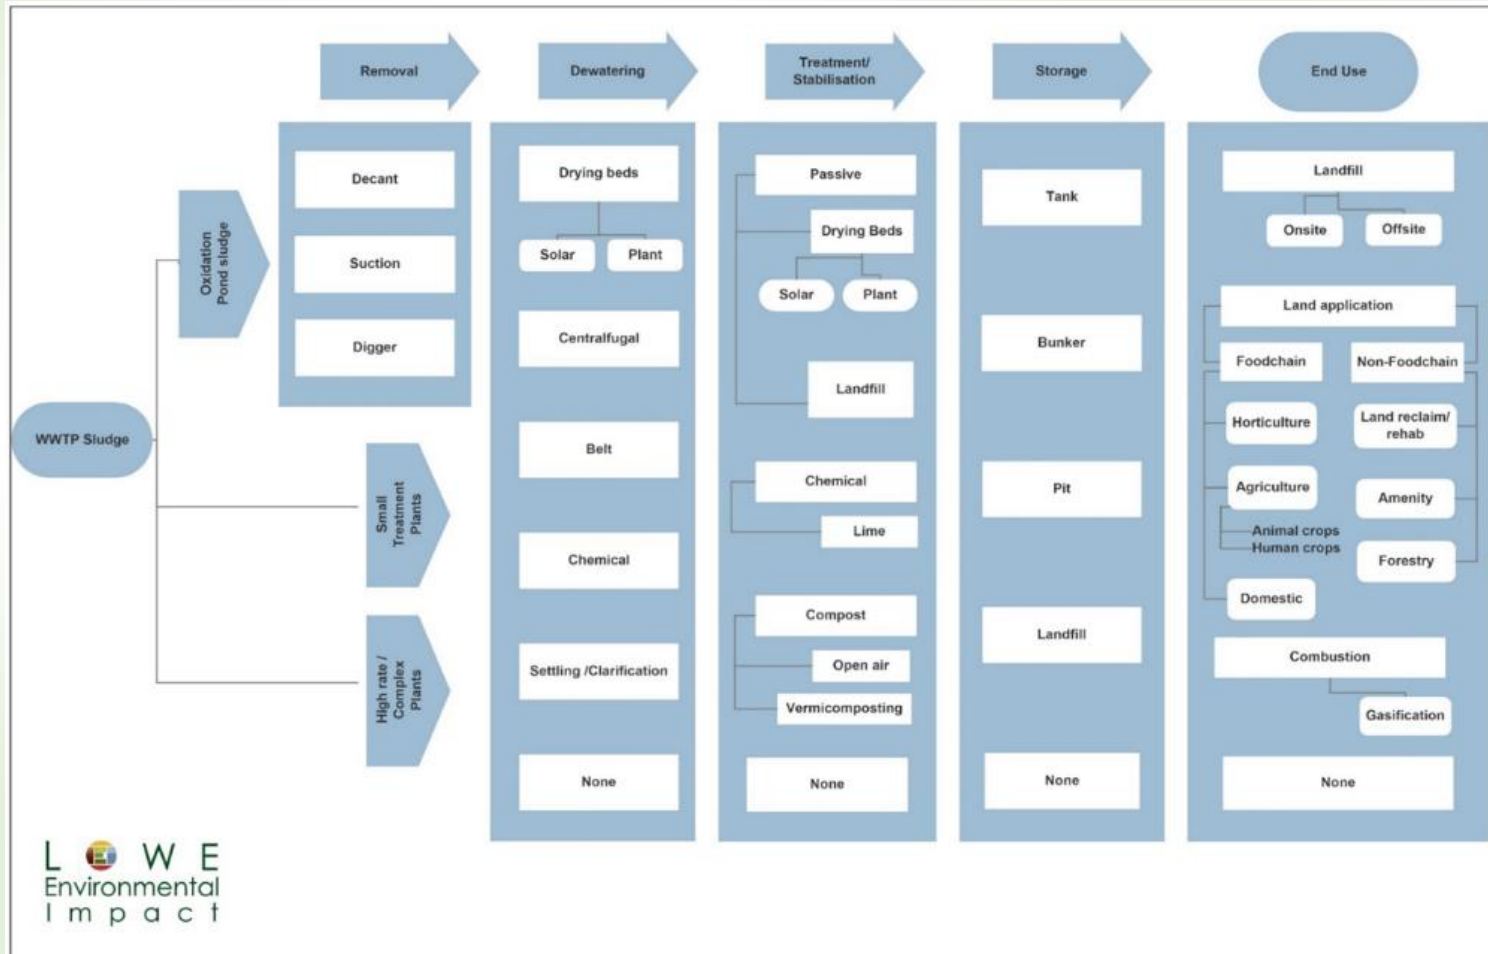 Removal
Dewatering
Treatment/
Stabilisation
Storage
End Use
WWTP Sludge
Oxidation
Pond sludge
Small
Treatment
Plants
High rate /
Complex
Plants
Decant
Suction
Digger
Drying beds
Solar
Plant
Centralfugal
Belt
Chemical
Settling /Clarification
None
Passive
Drying Beds
Solar
Plant
Landfill
Chemical
Lime
Compost
Open air
Vermicomposting
None
Tank
Bunker
Pit
Landfill
None
Landfill
Onsite
Offsite
Land application
Foodchain
Non-Foodchain
Horticulture
Land reclaim/
rehab
Agriculture
Amenity
Animal crops
Human crops
Forestry
Domestic
Combustion
Gasification
None
LOWE
Environmental
Impact